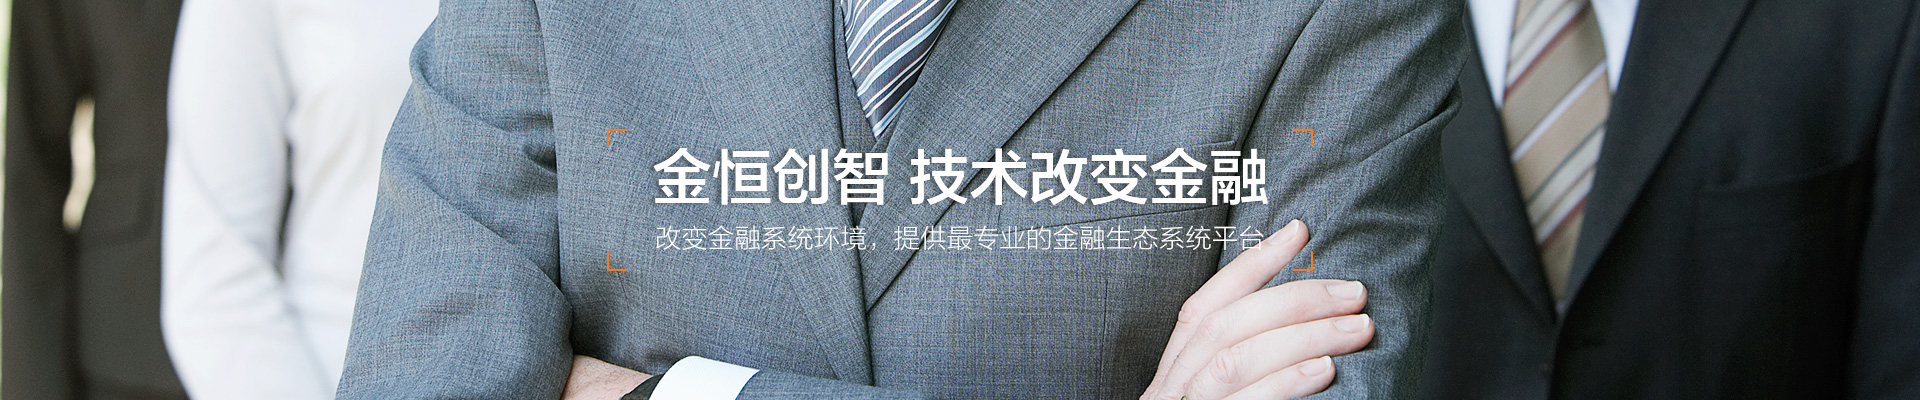 金恒创智 技术改变金融
改变金融系统环境，提供最专业的金融生态系统平台